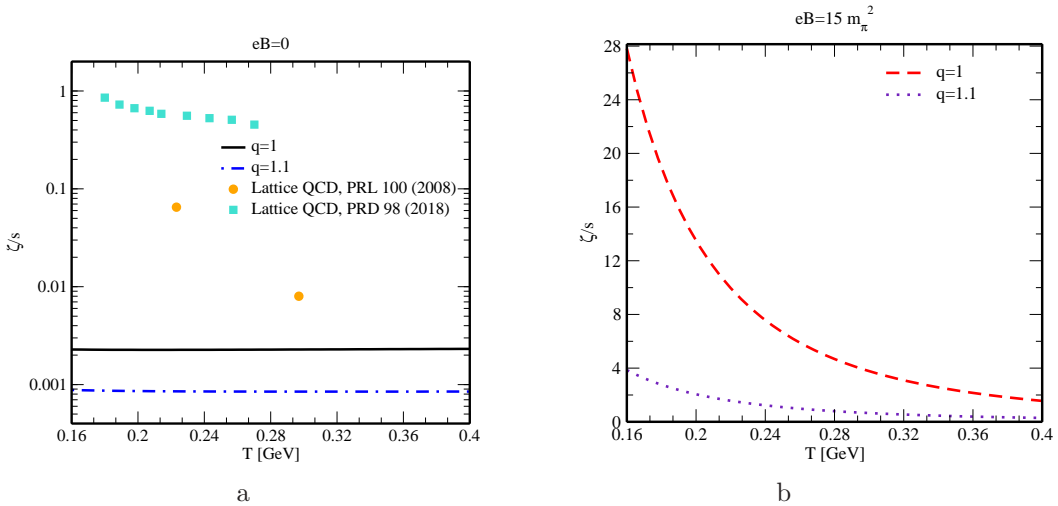 eB=0
1
0.1
0.01
0.001
ζ/s
q=1
q=1.1
Lattice QCD, PRL 100 (2008)
Lattice QCD, PRD 98 (2018)
0.16
0.2
0.24
0.28
0.32
0.36
0.4
T [GeV]
a
eB=15 m_π^2
28
24
20
16
12
8
4
0
ζ/s
q=1
q=1.1
0.16
0.2
0.24
0.28
0.32
0.36
0.4
T [GeV]
b